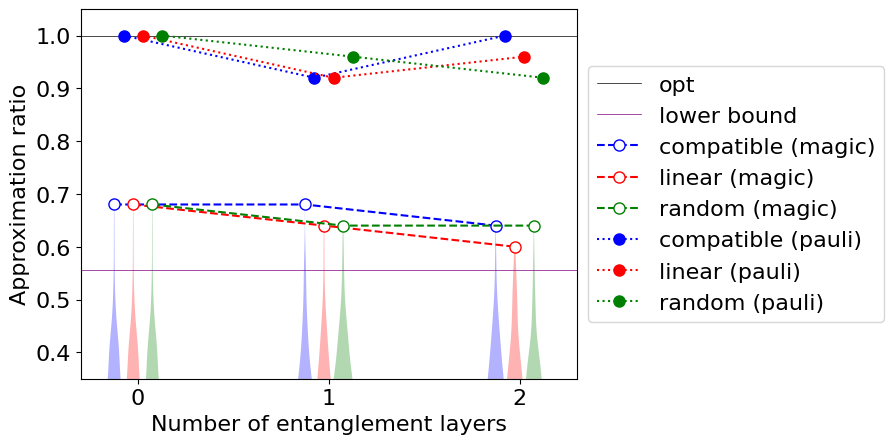 1.0
0.9
0.8
0.7
0.6
0.5
0.4
Approximation ratio
0
1
2
Number of entanglement layers
opt
lower bound
compatible (magic)
linear (magic)
random (magic)
compatible (pauli)
linear (pauli)
random (pauli)